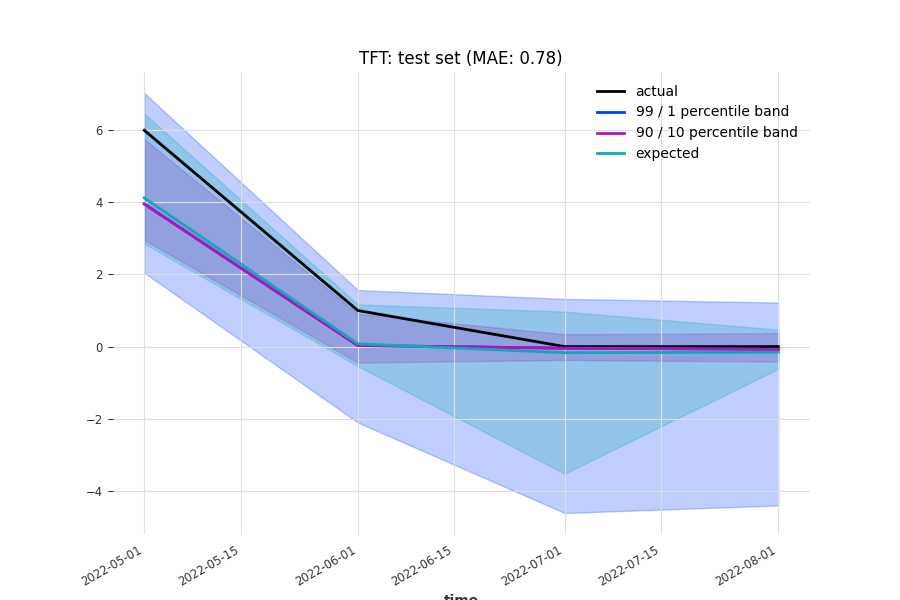 TFT: test set (MAE: 0.78)
actual
99 / 1 percentile band
90 / 10 percentile band
expected
6
4
2
0
−2
−4
2022-05-01
2022-05-15
2022-06-01
2022-06-15
2022-07-01
2022-07-15
2022-08-01
time